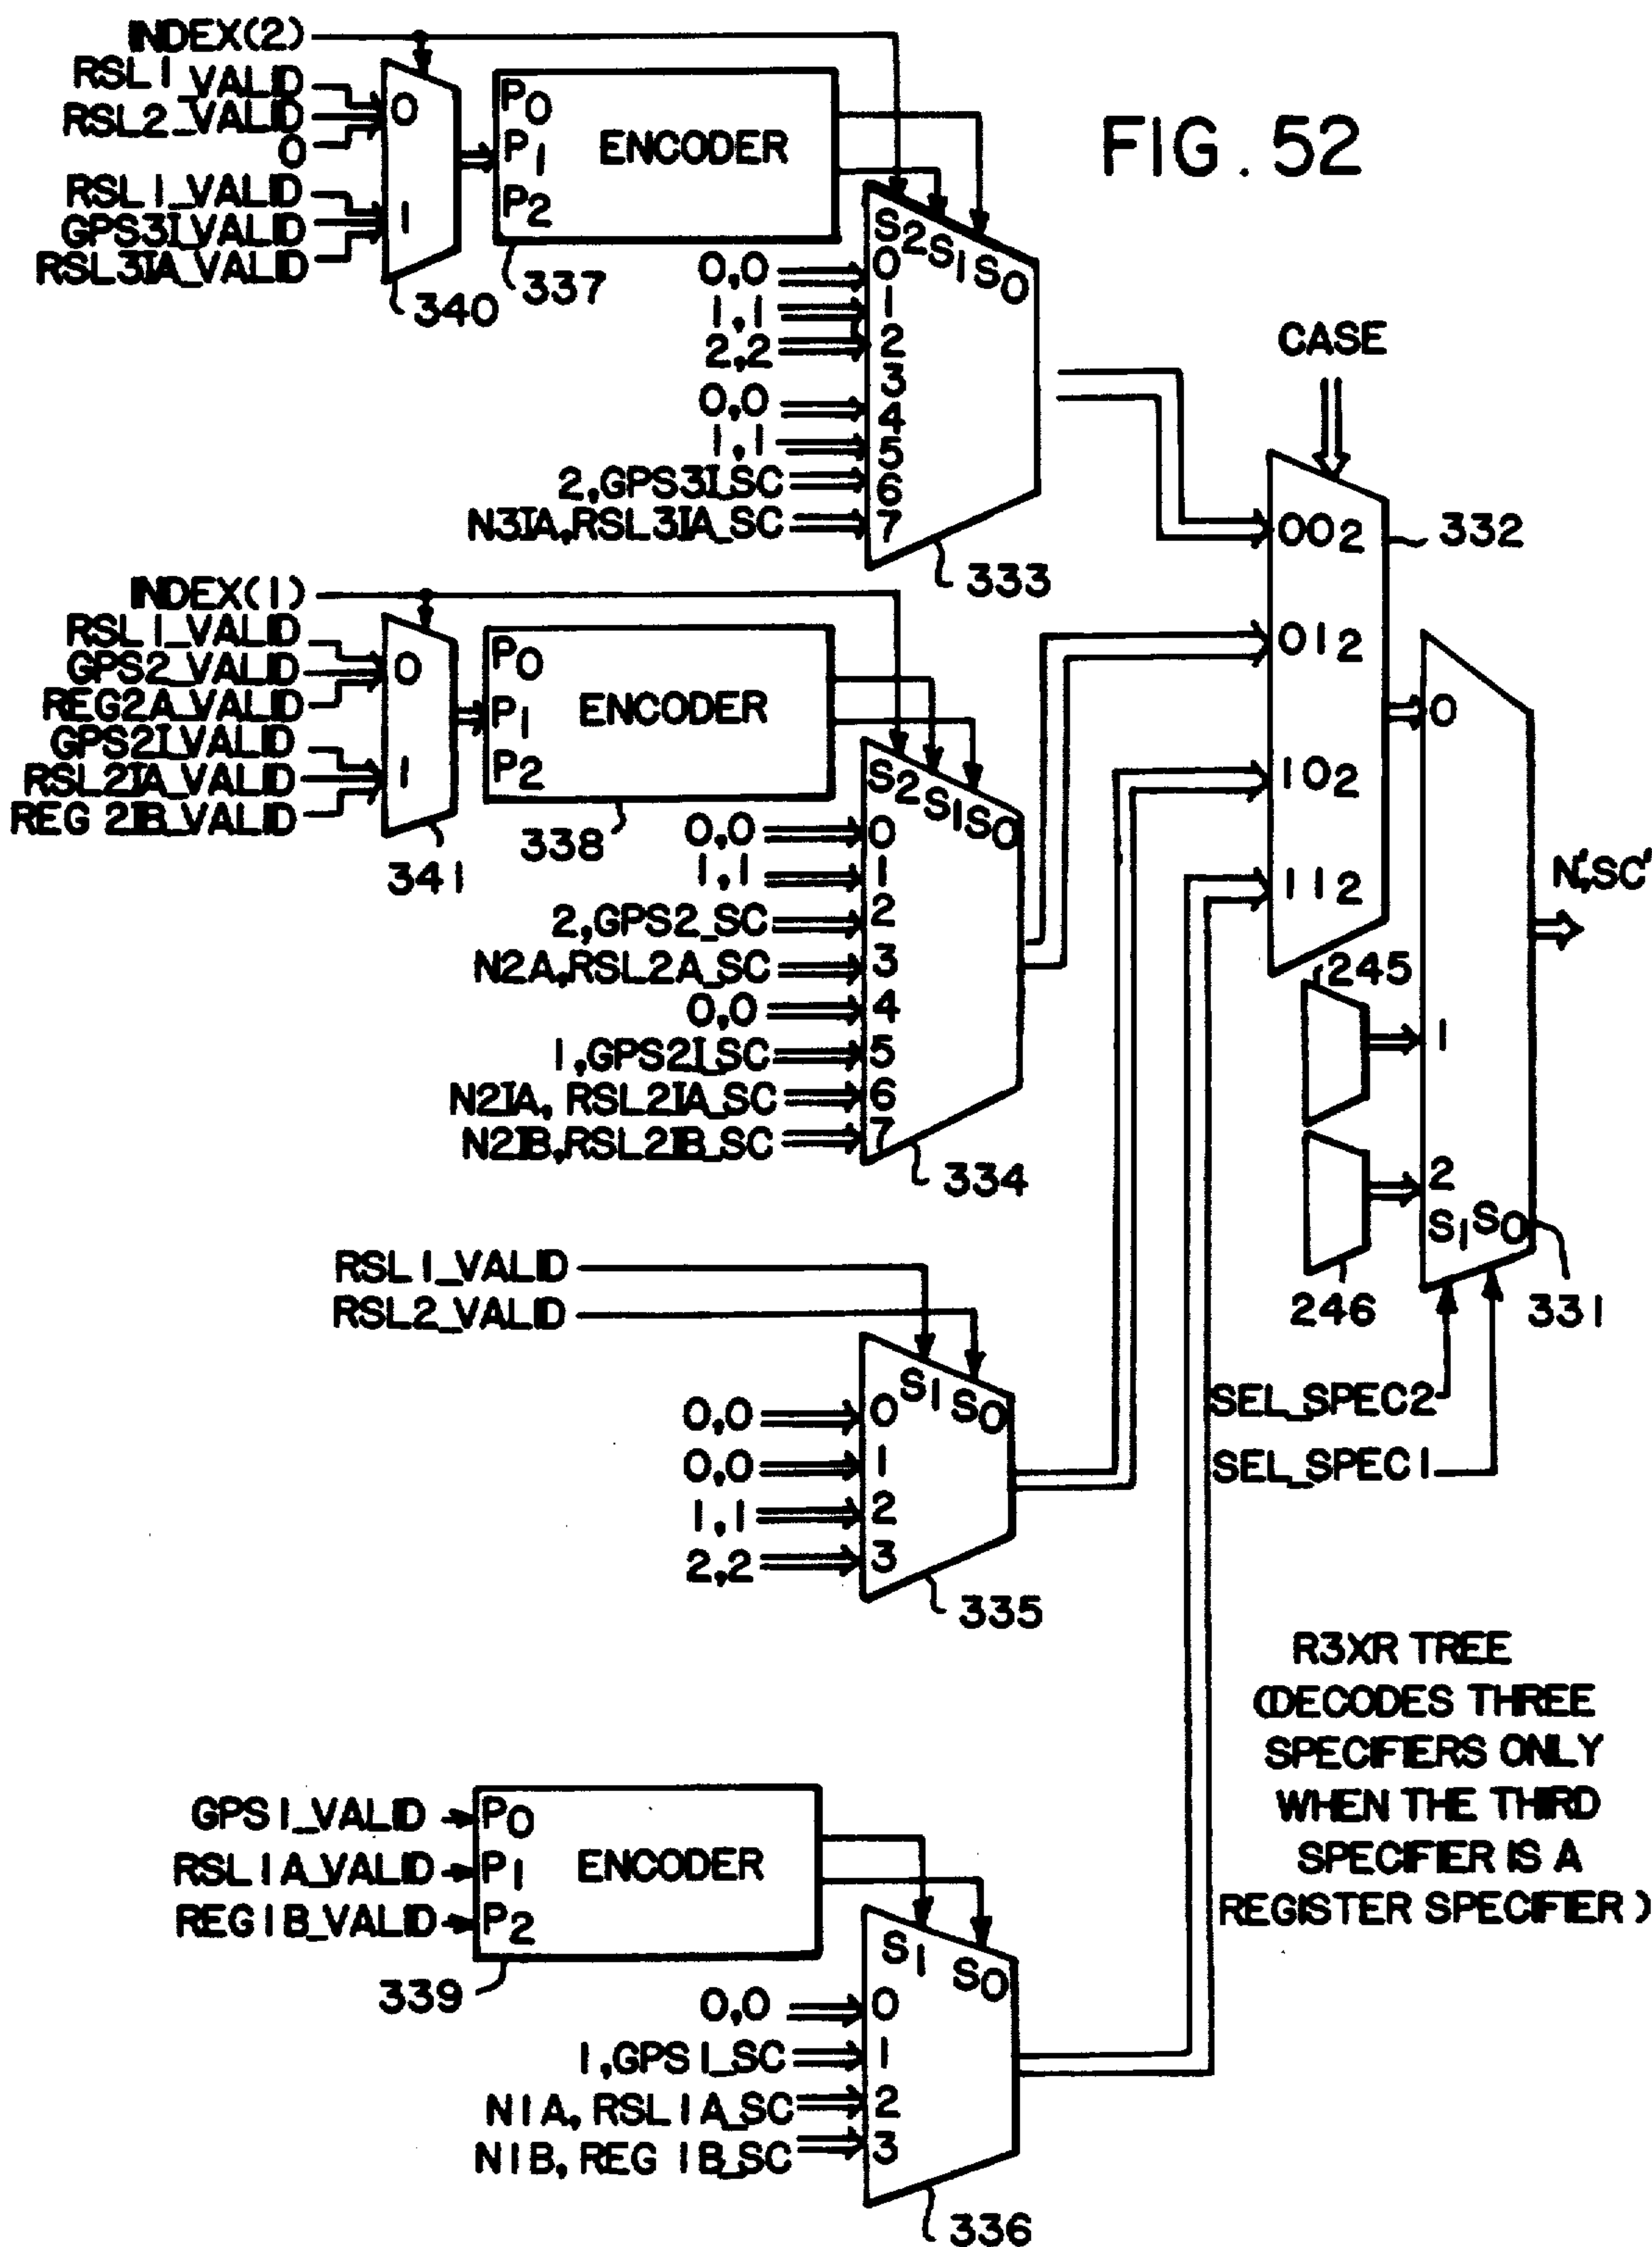 FIG. 52
INDEX(2)
RSL1_VALID
RSL2_VALID
0
RSL1_VALID
GPS3I_VALID
RSL3IA_VALID
0
1
340
P0
P1
P2
ENCODER
337
S2 S1 S0
0,0
1,1
2,2
0,0
1,1
2,GPS3I_SC
N3IA,RSL3IA_SC
0
1
2
3
4
5
6
7
333
INDEX(1)
RSL1_VALID
GPS2_VALID
REG2A_VALID
GPS2I_VALID
RSL2IA_VALID
REG 2IB_VALID
0
1
341
P0
P1
P2
ENCODER
338
S2 S1 S0
0,0
1,1
2,GPS2_SC
N2A,RSL2A_SC
0,0
1,GPS2I_SC
N2IA, RSL2IA_SC
N2IB,RSL2IB_SC
0
1
2
3
4
5
6
7
334
CASE
002
012
102
112
332
245
246
0
1
2
S1 S0
331
N',SC'
SEL_SPEC2
SEL_SPEC1
RSL1_VALID
RSL2_VALID
S1 S0
0,0
0,0
1,1
2,2
0
1
2
3
335
GPS1_VALID
RSL1A_VALID
REG1B_VALID
P0
P1
P2
ENCODER
339
S1 S0
0,0
1,GPS1_SC
N1A, RSL1A_SC
N1B, REG 1B_SC
0
1
2
3
336
R3XR TREE
(DECODES THREE
SPECIFIERS ONLY
WHEN THE THIRD
SPECIFIER IS A
REGISTER SPECIFIER)